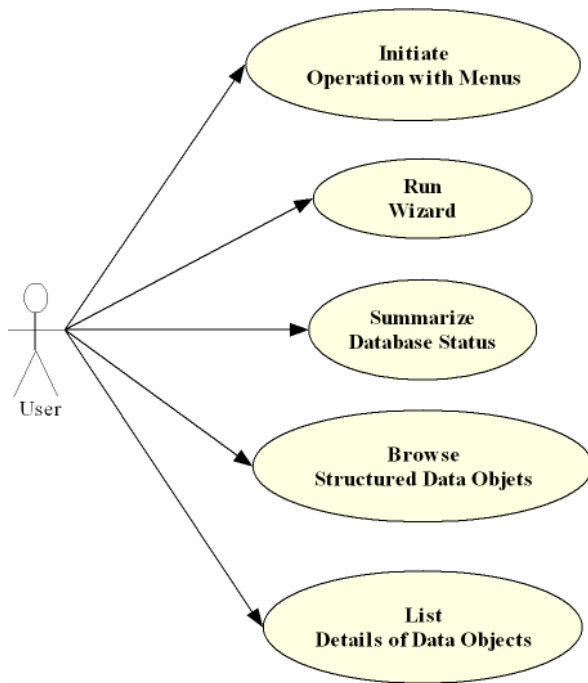 Initiate
Operation with Menus
Run
Wizard
Summarize
Database Status
User
Browse
Structured Data Objets
List
Details of Data Objects